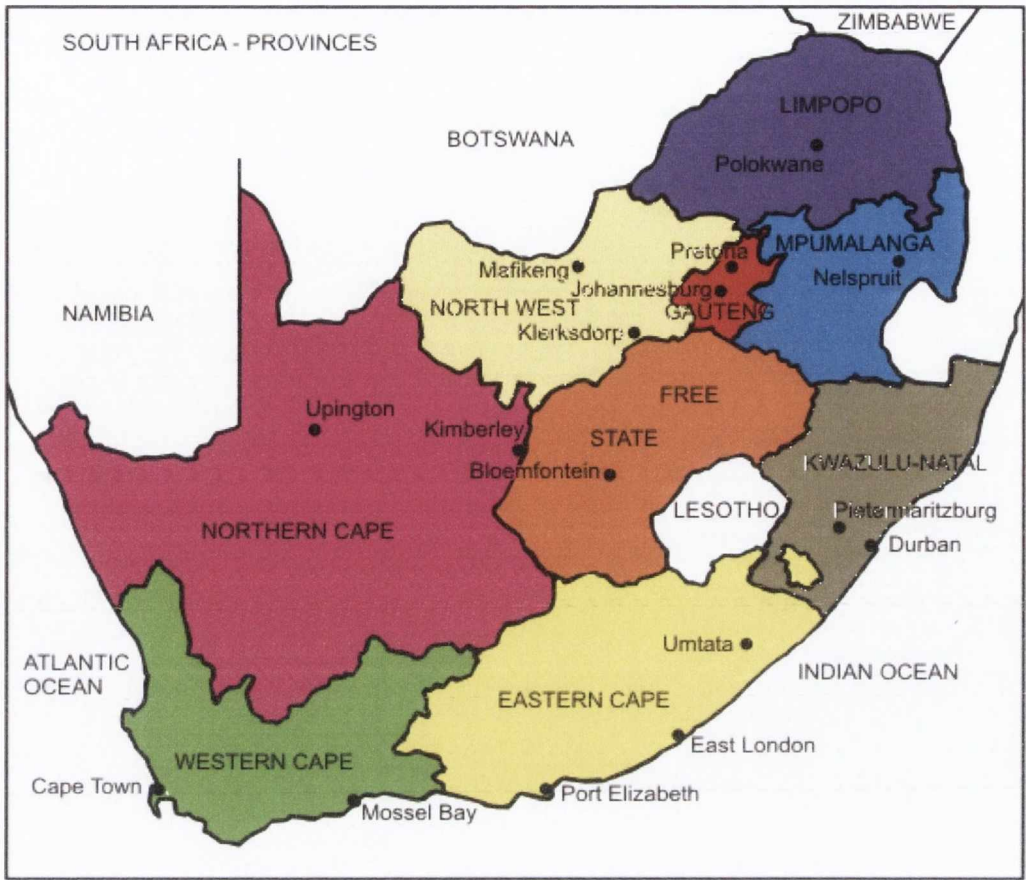 ZIMBABWE
SOUTH AFRICA - PROVINCES
LIMPOPO
BOTSWANA
Polokwane
MPUMALANGA
Pretoria
Mafikeng
Nelspruit
Johannesburg
NORTH WEST
GAUTENG
NAMIBIA
Klerksdorp
FREE
STATE
Upington
Kimberley
Bloemfontein
KWAZULU-NATAL
LESOTHO
Pietermaritzburg
NORTHERN CAPE
Durban
Umtata
ATLANTIC
OCEAN
INDIAN OCEAN
EASTERN CAPE
East London
WESTERN CAPE
Cape Town
Port Elizabeth
Mossel Bay